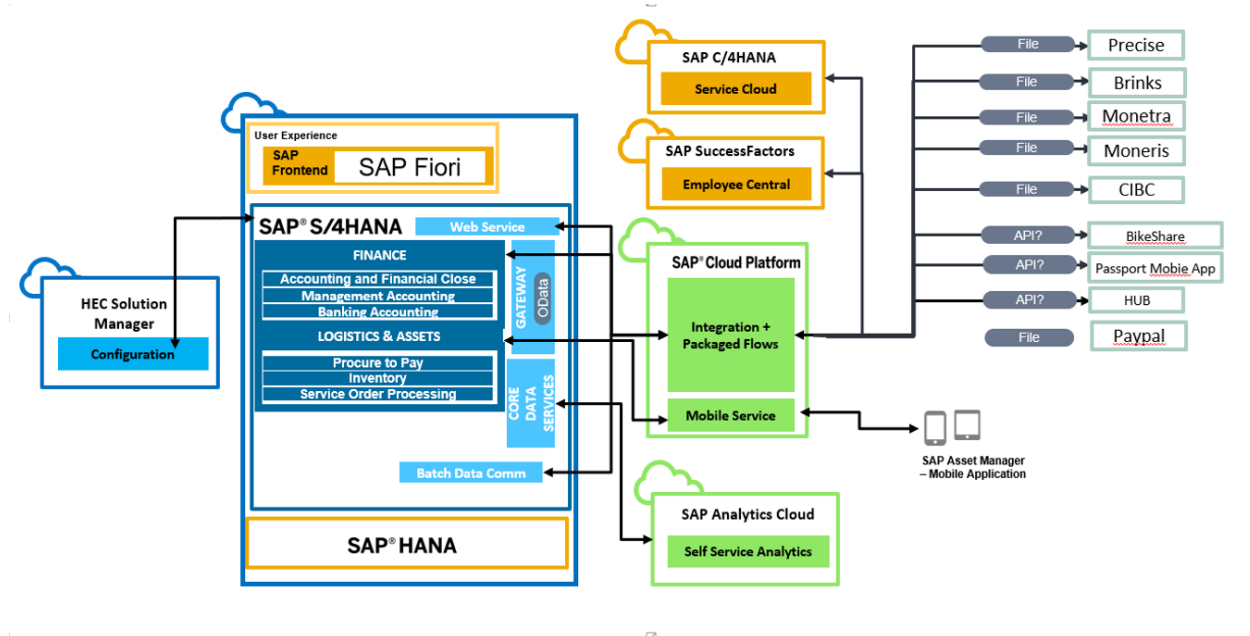 User Experience
SAP
Frontend
SAP Fiori
SAP® S/4HANA
Web Service
FINANCE
Accounting and Financial Close
Management Accounting
Banking Accounting
LOGISTICS & ASSETS
Procure to Pay
Inventory
Service Order Processing
GATEWAY
OData
CORE
DATA
SERVICES
Batch Data Comm
SAP® HANA
HEC Solution
Manager
Configuration
SAP C/4HANA
Service Cloud
SAP SuccessFactors
Employee Central
SAP® Cloud Platform
Integration +
Packaged Flows
Mobile Service
SAP Analytics Cloud
Self Service Analytics
File
Precise
File
Brinks
File
Monetra
File
Moneris
File
CIBC
API?
BikeShare
API?
Passport Mobie App
API?
HUB
File
Paypal
SAP Asset Manager
– Mobile Application